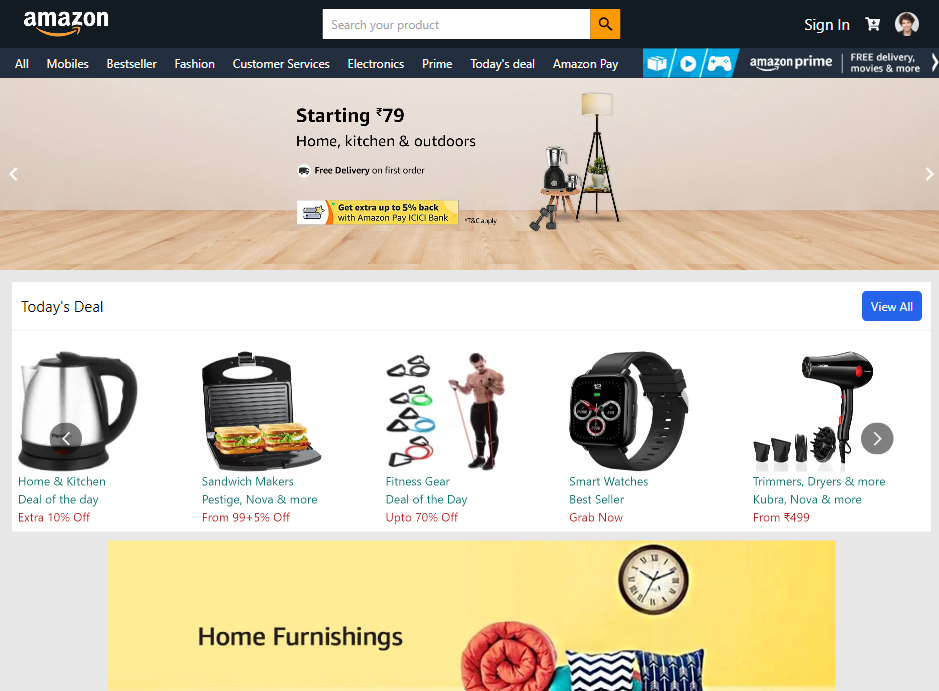 amazon
Search your product
Sign In
All Mobiles Bestseller Fashion Customer Services Electronics Prime Today's deal Amazon Pay
amazon prime
FREE delivery,
movies & more
Starting ₹79
Home, kitchen & outdoors
Free Delivery on first order
Get extra up to 5% back
with Amazon Pay ICICI Bank
*T&C apply
Today's Deal
View All
Home & Kitchen
Deal of the day
Extra 10% Off
Sandwich Makers
Pestige, Nova & more
From 99+5% Off
Fitness Gear
Deal of the Day
Upto 70% Off
Smart Watches
Best Seller
Grab Now
Trimmers, Dryers & more
Kubra, Nova & more
From ₹499
Home Furnishings